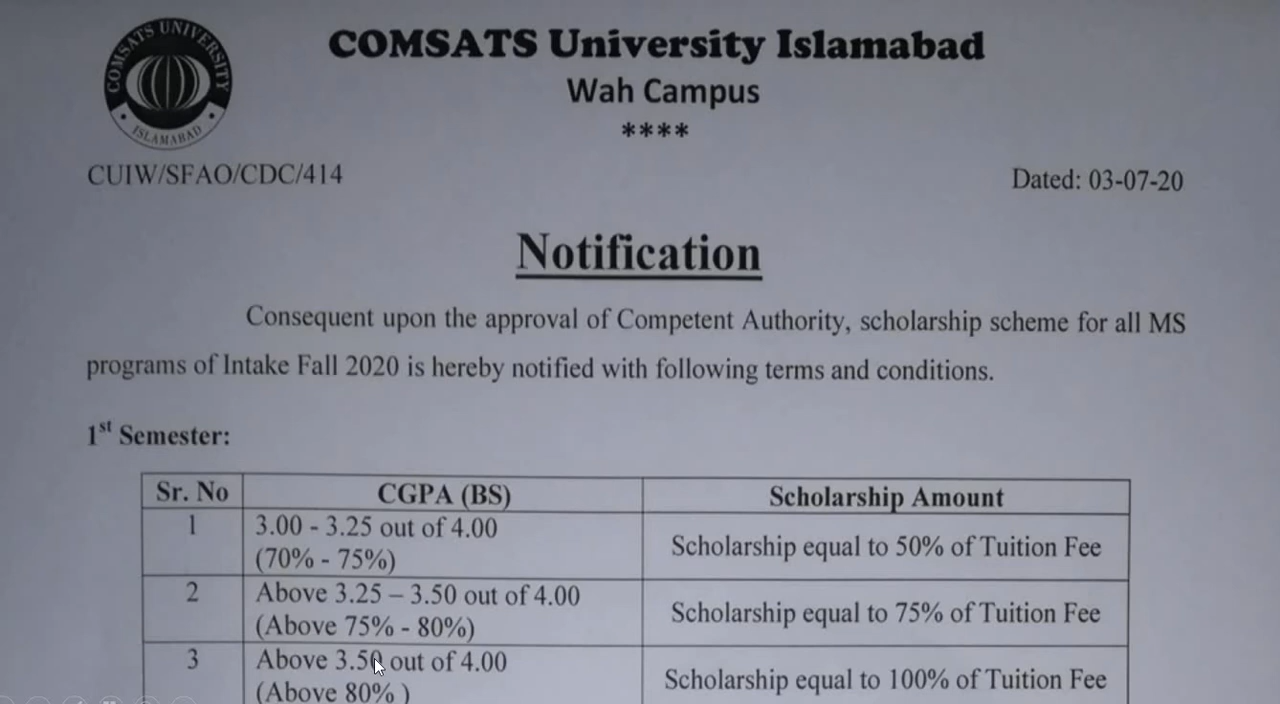 COMSATS UNIVERSITY
ISLAMABAD
COMSATS University Islamabad
Wah Campus
****
CUIW/SFAO/CDC/414
Dated: 03-07-20
Notification
Consequent upon the approval of Competent Authority, scholarship scheme for all MS
programs of Intake Fall 2020 is hereby notified with following terms and conditions.
1st Semester:
Sr. No CGPA (BS) Scholarship Amount
1 3.00 - 3.25 out of 4.00
(70% - 75%)
Scholarship equal to 50% of Tuition Fee
2 Above 3.25 – 3.50 out of 4.00
(Above 75% - 80%)
Scholarship equal to 75% of Tuition Fee
3 Above 3.50 out of 4.00
(Above 80% )
Scholarship equal to 100% of Tuition Fee